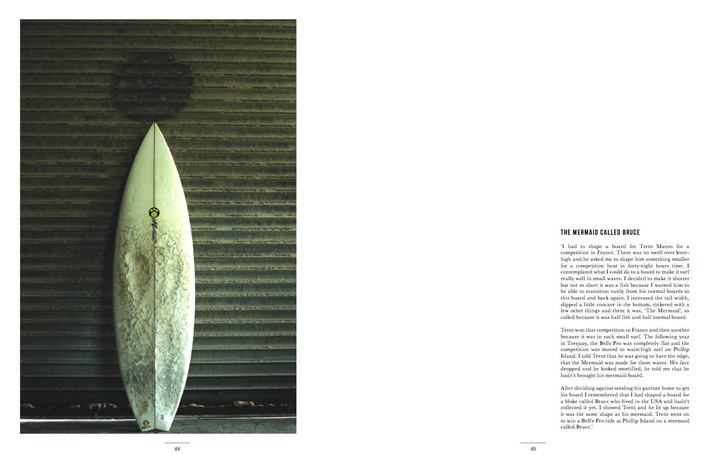 THE MERMAID CALLED BRUCE
'I had to shape a board for Trent Munro for a
competition in France. There was no swell over knee-
high and he asked me to shape him something smaller
for a competition heat in forty-eight hours time. I
contemplated what I could do to a board to make it surf
really well in small waves. I decided to make it shorter
but not so short it was a fish because I wanted him to
be able to transition easily from his normal boards to
this board and back again. I increased the tail width,
slipped a little concave in the bottom, tinkered with a
few other things and there it was, 'The Mermaid', so
called because it was half fish and half normal board.
Trent won that competition in France and then another
because it was in such small surf. The following year
in Torquay, the Bells Pro was completely flat and the
competition was moved to waist-high surf on Phillip
Island. I told Trent that he was going to have the edge,
that the Mermaid was made for those waves. His face
dropped and he looked mortified, he told me that he
hadn't brought his mermaid board.
After deciding against sending his partner home to get
his board I remembered that I had shaped a board for
a bloke called Bruce who lived in the USA and hadn't
collected it yet. I showed Trent and he lit up because
it was the same shape as his mermaid. Trent went on
to win a Bell's Pro title at Phillip Island on a mermaid
called Bruce.'
88
89